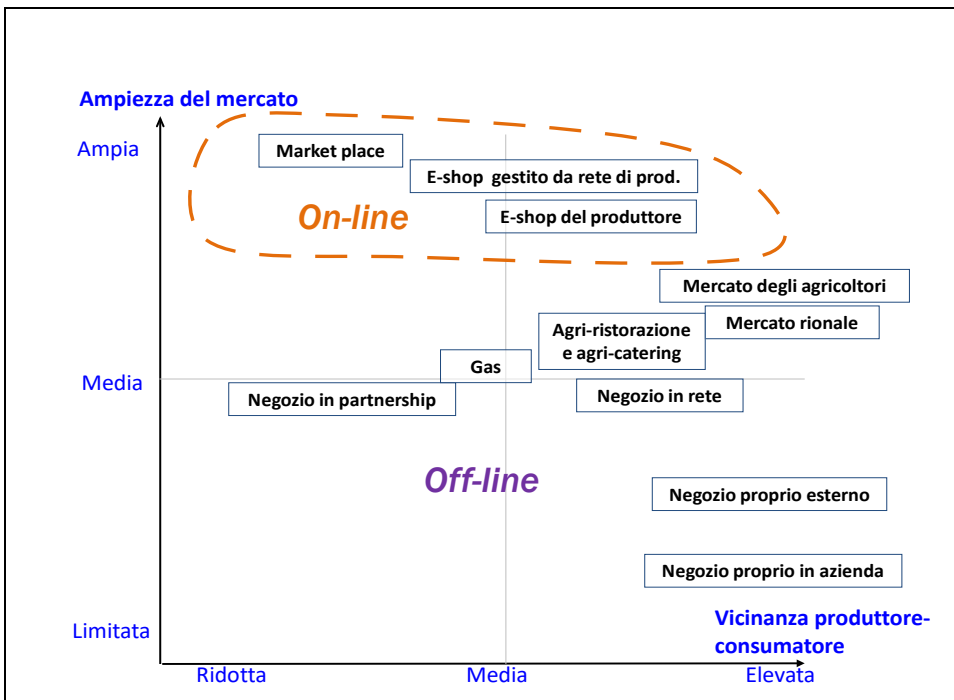 Ampiezza del mercato
Ampia
Market place
E-shop gestito da rete di prod.
On-line
E-shop del produttore
Mercato degli agricoltori
Mercato rionale
Agri-ristorazione
e agri-catering
Gas
Media
Negozio in partnership
Negozio in rete
Off-line
Negozio proprio esterno
Negozio proprio in azienda
Limitata
Vicinanza produttore-
consumatore
Ridotta
Media
Elevata